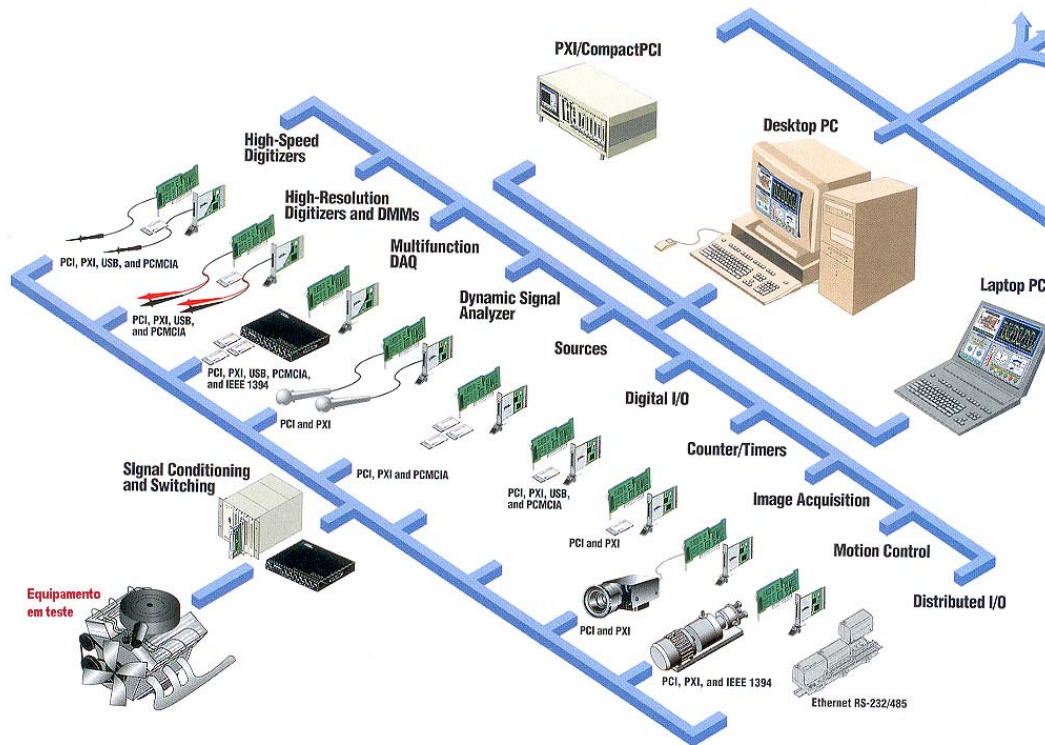 PXI/CompactPCI
Desktop PC
Laptop PC
High-Speed
Digitizers
High-Resolution
Digitizers and DMMs
Multifunction
DAQ
Dynamic Signal
Analyzer
Sources
Digital I/O
Counter/Timers
Image Acquisition
Motion Control
Distributed I/O
PCI, PXI, USB, and PCMCIA
PCI, PXI, USB,
and PCMCIA
PCI, PXI, USB, PCMCIA,
and IEEE 1394
PCI and PXI
PCI, PXI and PCMCIA
PCI, PXI, USB,
and PCMCIA
PCI and PXI
PCI and PXI
PCI, PXI, and IEEE 1394
Ethernet RS-232/485
SIgnal Conditioning
and Switching
Equipamento
em teste